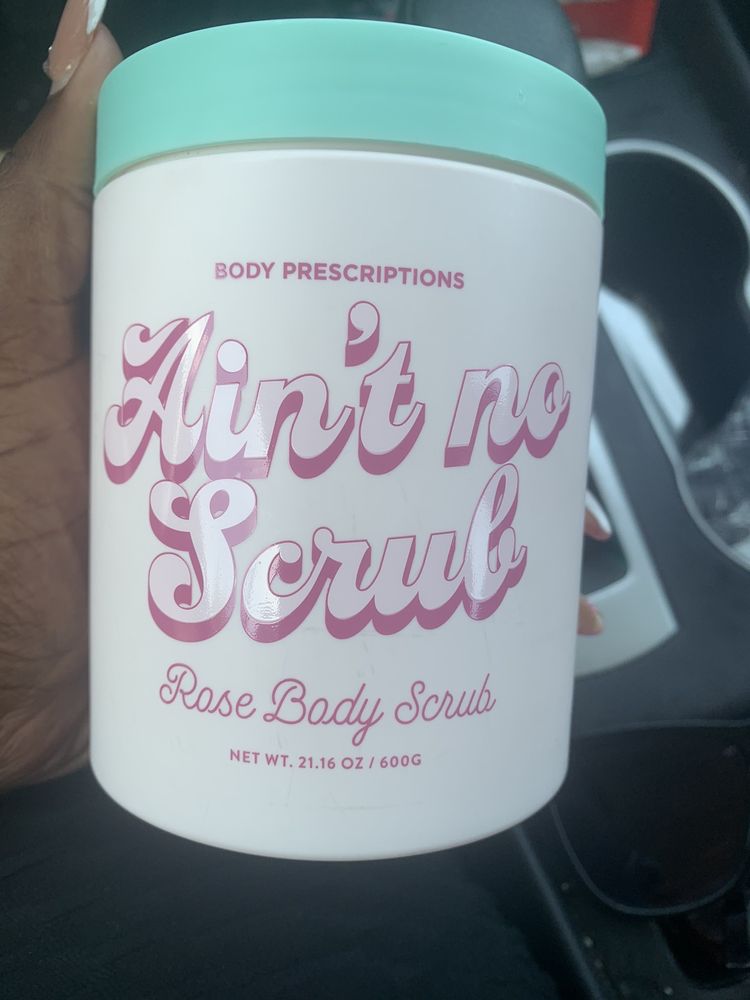 BODY PRESCRIPTIONS
Ain't no
Scrub
Rose Body Scrub
NET WT. 21.16 OZ / 600G